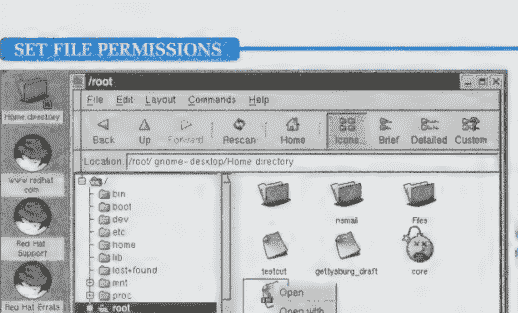 SET FILE PERMISSIONS
/root
File Edit Layout Commands Help
Back Up Forward Rescan Home Icons Brief Detailed Custom
Location: /root/.gnome-desktop/Home directory
Home directory
www.redhat
com
Red Hat
Support
Red Hat Errata
/
bin
boot
dev
etc
home
lib
lost+found
mnt
proc
root
nsmail
Files
testcut
gettysburg_draft
core
Open
Open with